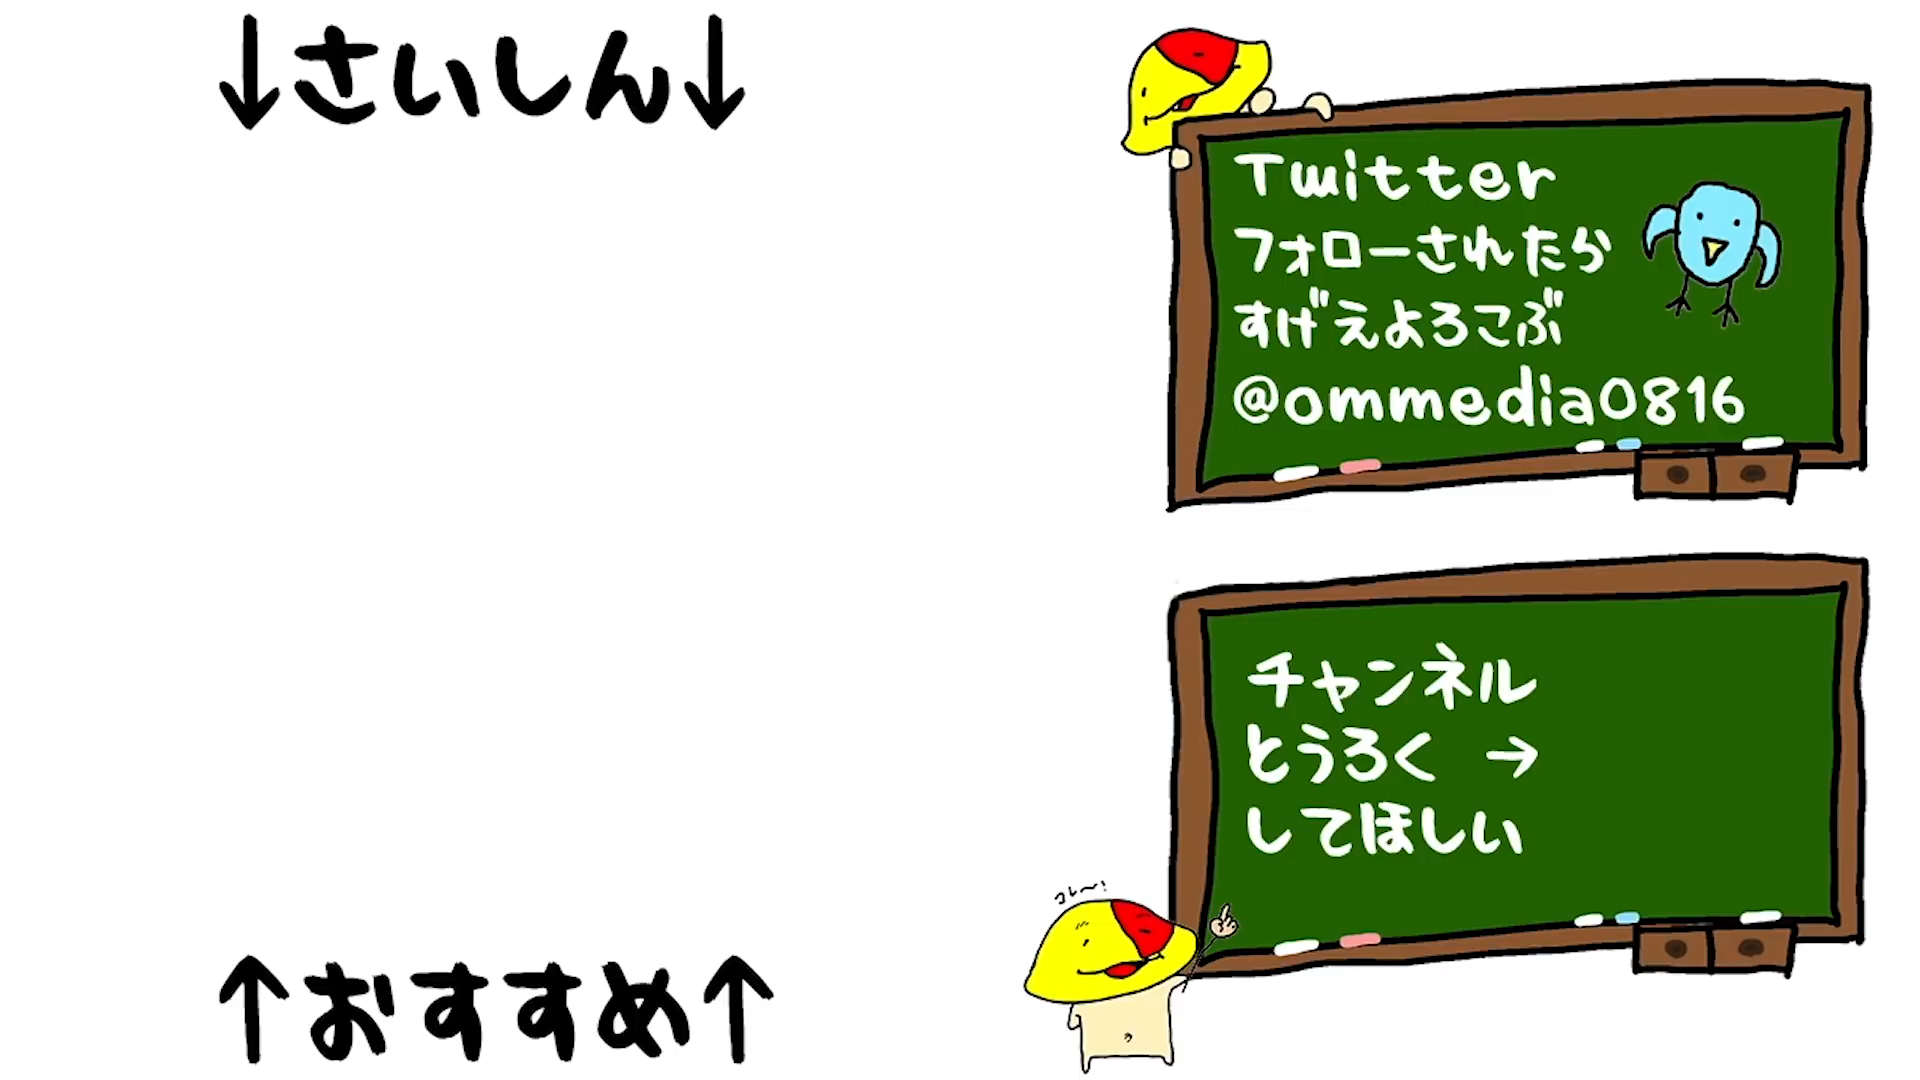 ↓さいしん↓
Twitter
フォローされたら
すげえよろこぶ
@ommedia0816
チャンネル
とうろく →
してほしい
コレ〜!
↑おすすめ↑